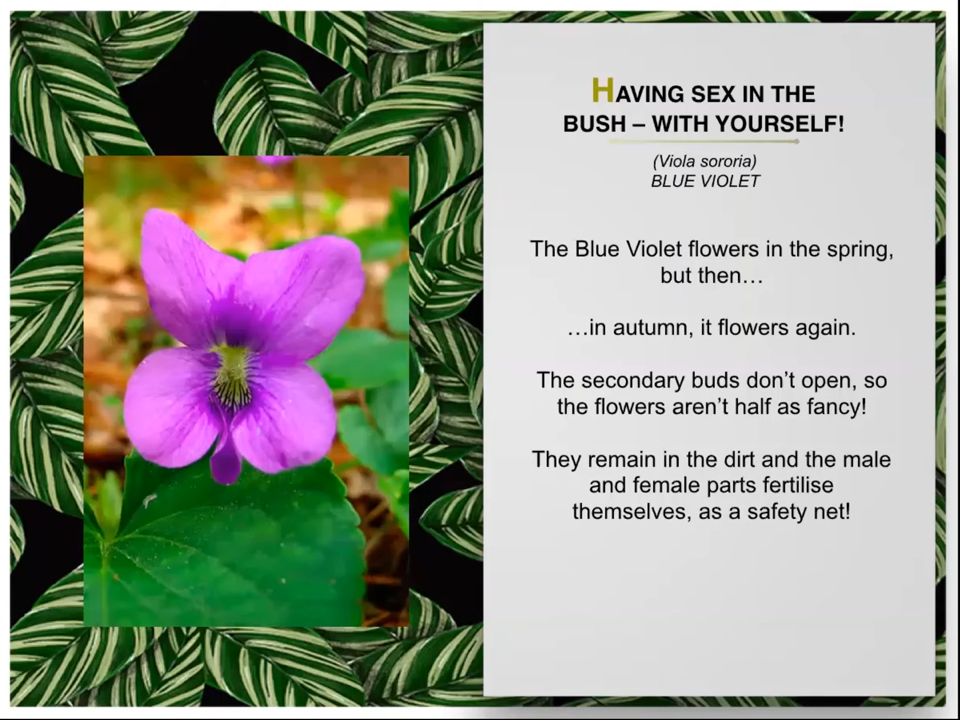 HAVING SEX IN THE
BUSH – WITH YOURSELF!
(Viola sororia)
BLUE VIOLET
The Blue Violet flowers in the spring,
but then…
…in autumn, it flowers again.
The secondary buds don’t open, so
the flowers aren’t half as fancy!
They remain in the dirt and the male
and female parts fertilise
themselves, as a safety net!